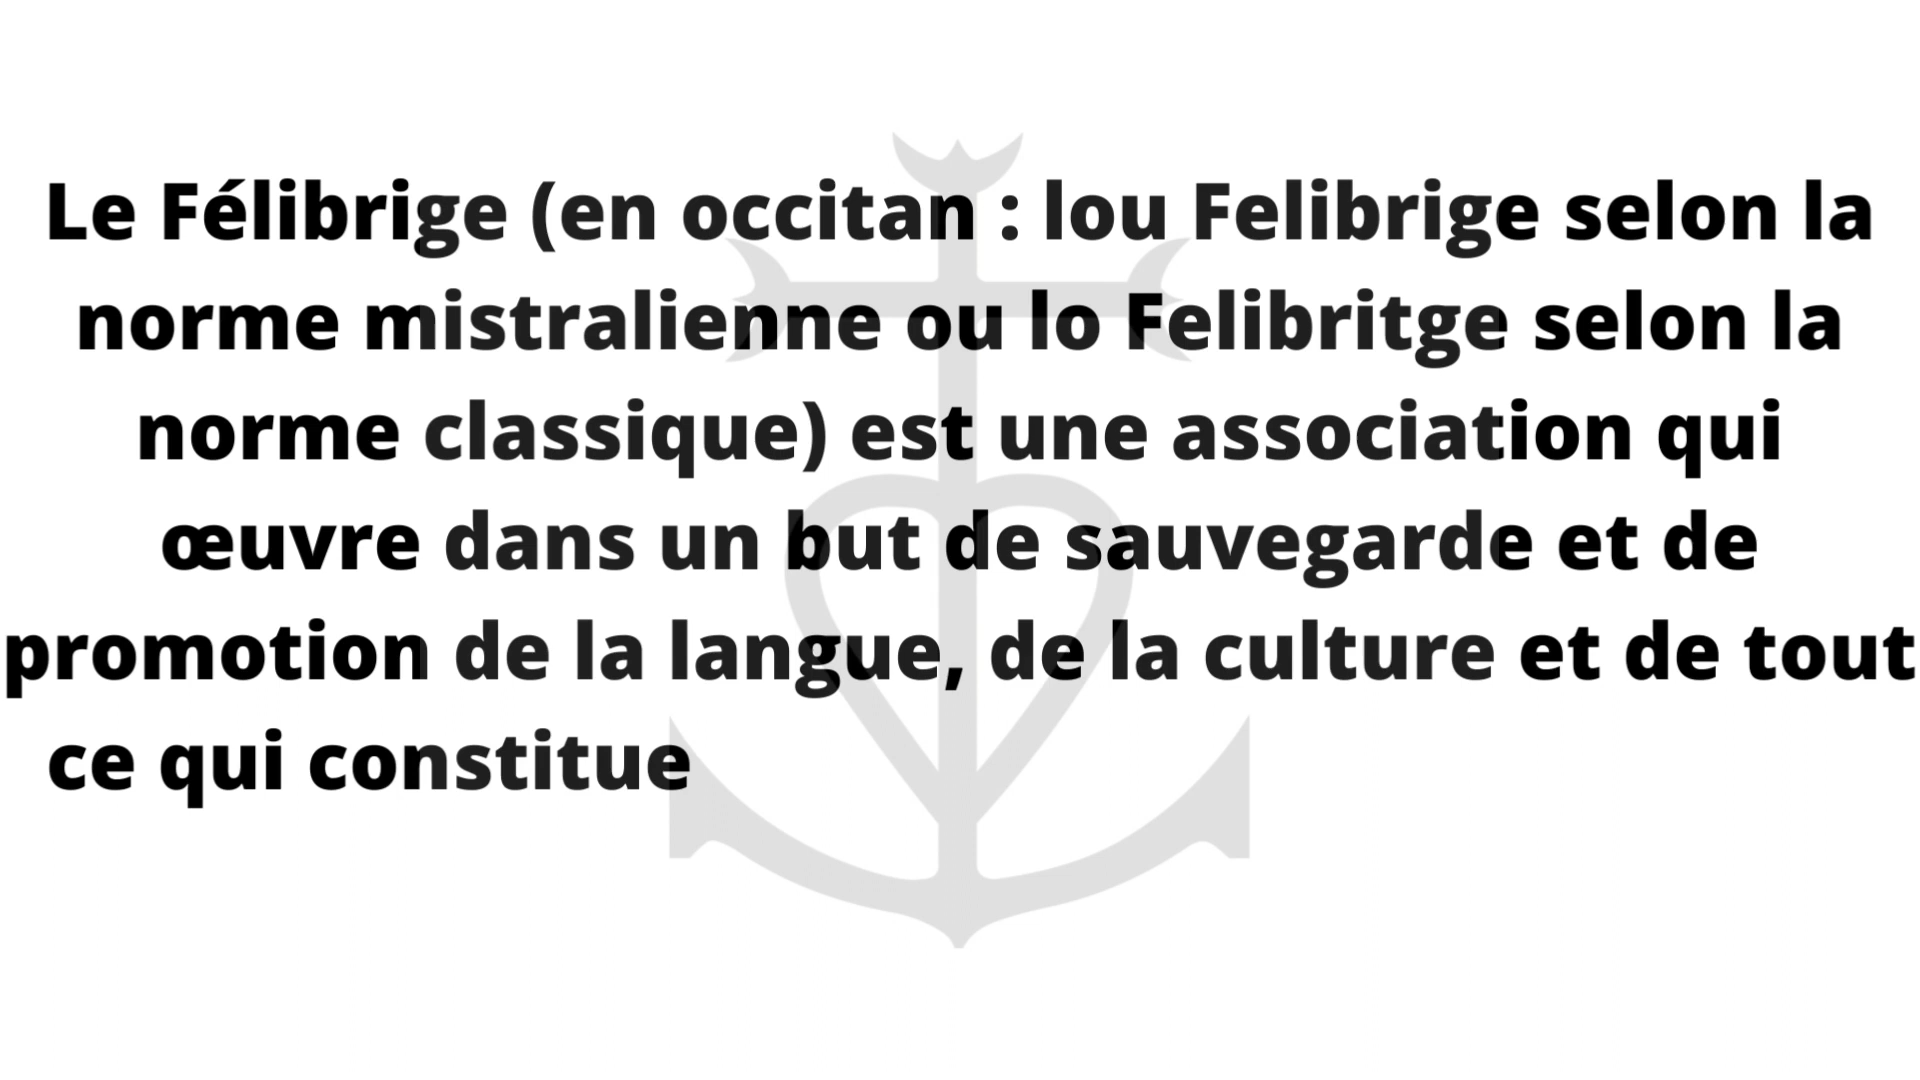 Le Félibrige (en occitan : lou Felibrige selon la
norme mistralienne ou lo Felibritge selon la
norme classique) est une association qui
œuvre dans un but de sauvegarde et de
promotion de la langue, de la culture et de tout
ce qui constitue